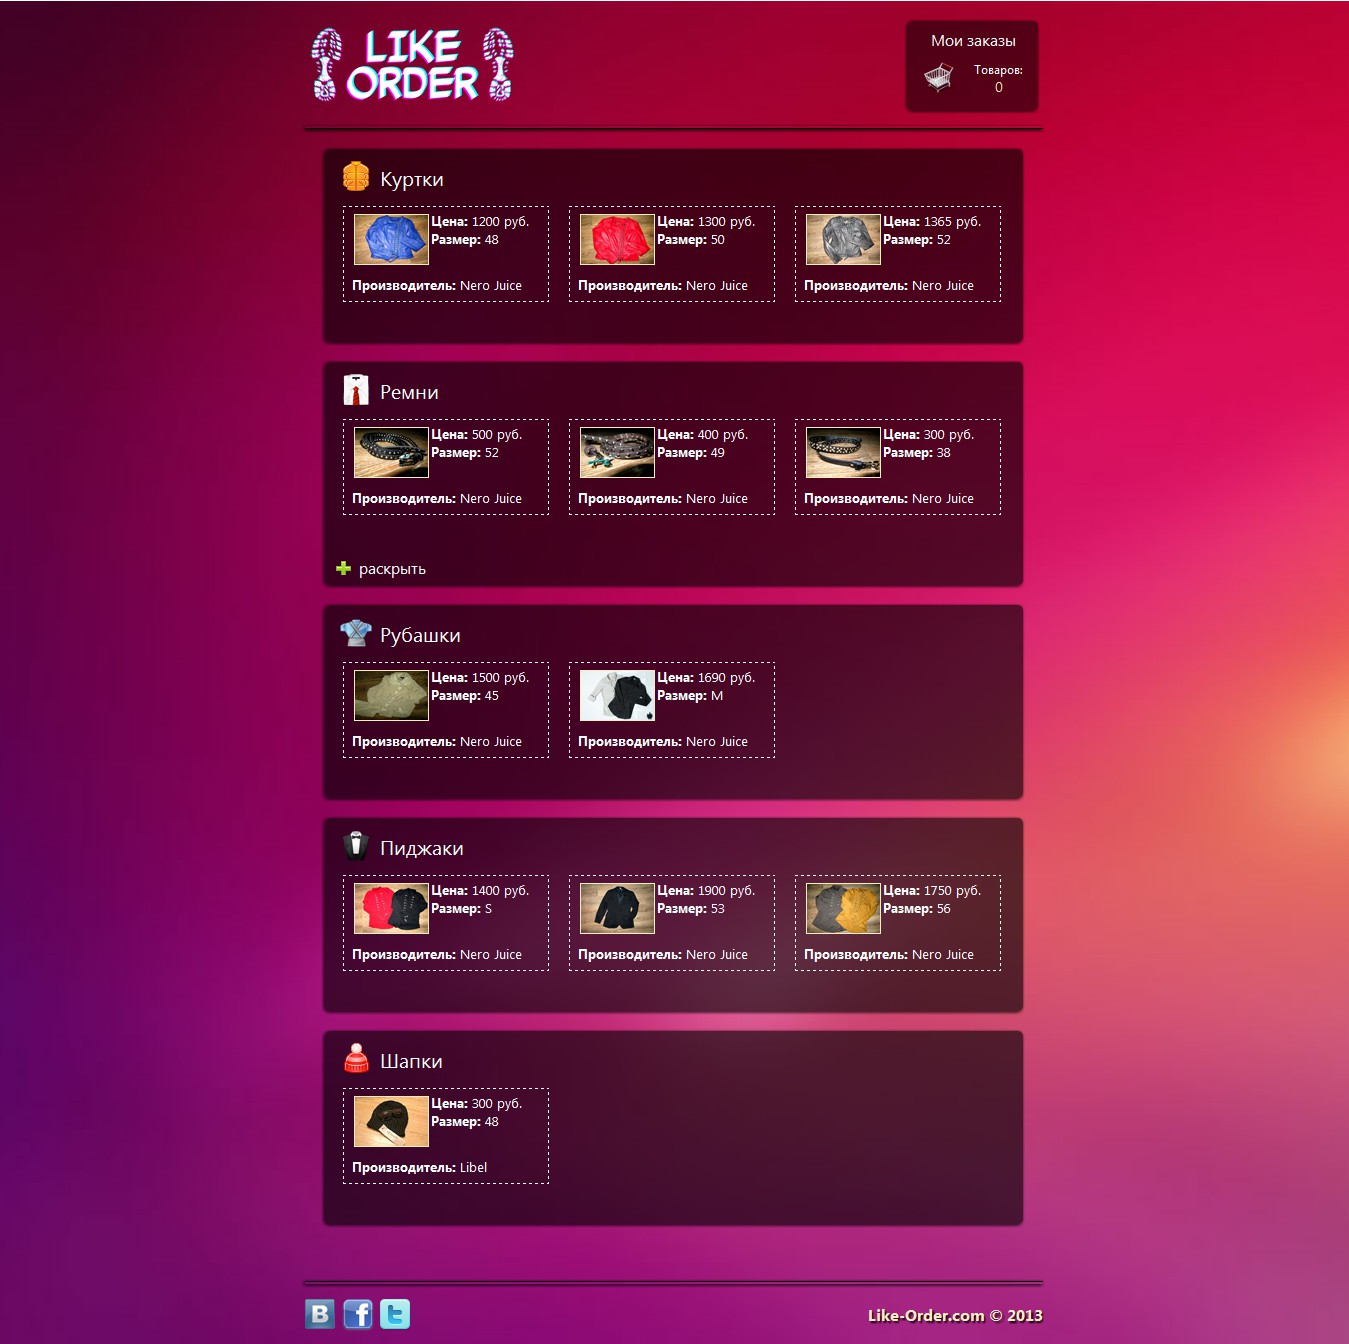 LIKE
ORDER
Мои заказы
Товаров:
0
Куртки
Цена: 1200 руб.
Размер: 48
Производитель: Nero Juice
Цена: 1300 руб.
Размер: 50
Производитель: Nero Juice
Цена: 1365 руб.
Размер: 52
Производитель: Nero Juice
Ремни
Цена: 500 руб.
Размер: 52
Производитель: Nero Juice
Цена: 400 руб.
Размер: 49
Производитель: Nero Juice
Цена: 300 руб.
Размер: 38
Производитель: Nero Juice
раскрыть
Рубашки
Цена: 1500 руб.
Размер: 45
Производитель: Nero Juice
Цена: 1690 руб.
Размер: M
Производитель: Nero Juice
Пиджаки
Цена: 1400 руб.
Размер: S
Производитель: Nero Juice
Цена: 1900 руб.
Размер: 53
Производитель: Nero Juice
Цена: 1750 руб.
Размер: 56
Производитель: Nero Juice
Шапки
Цена: 300 руб.
Размер: 48
Производитель: Libel
B f t
Like-Order.com © 2013